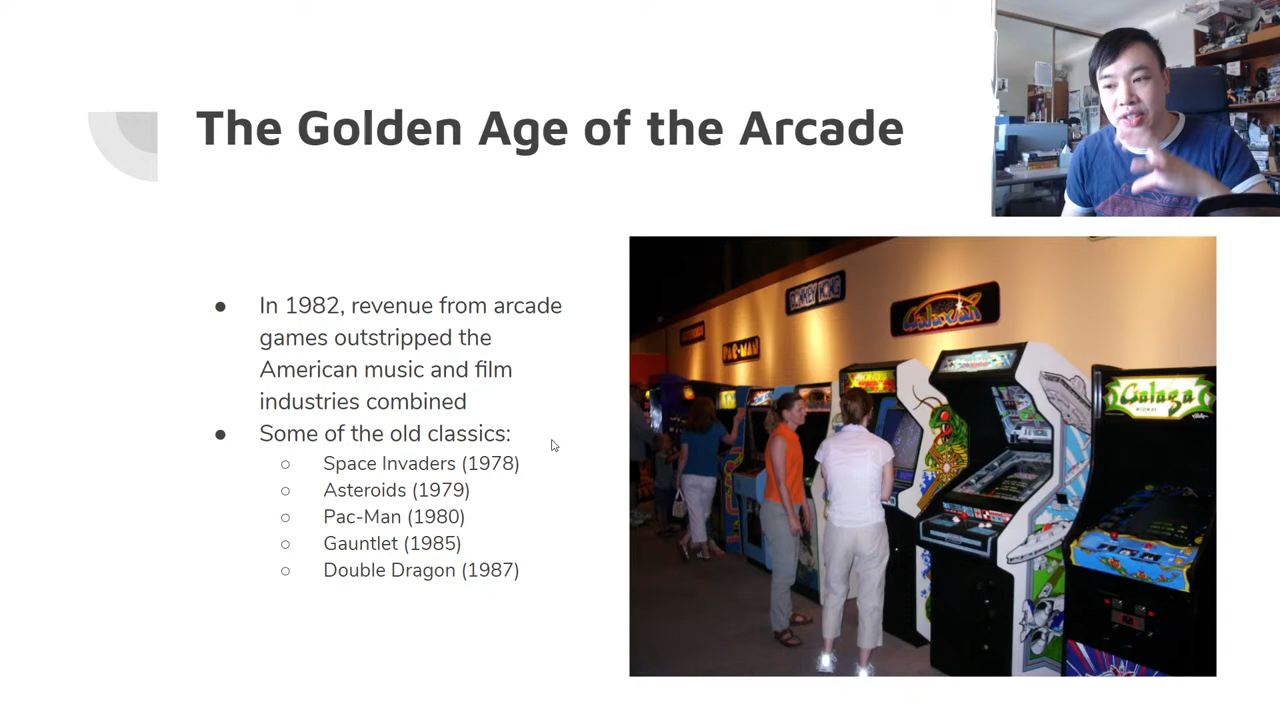 The Golden Age of the Arcade
● In 1982, revenue from arcade
games outstripped the
American music and film
industries combined
● Some of the old classics:
○ Space Invaders (1978)
○ Asteroids (1979)
○ Pac-Man (1980)
○ Gauntlet (1985)
○ Double Dragon (1987)
DONKEY KONG
Galaxian
PAC-MAN
Galaga
MIDWAY